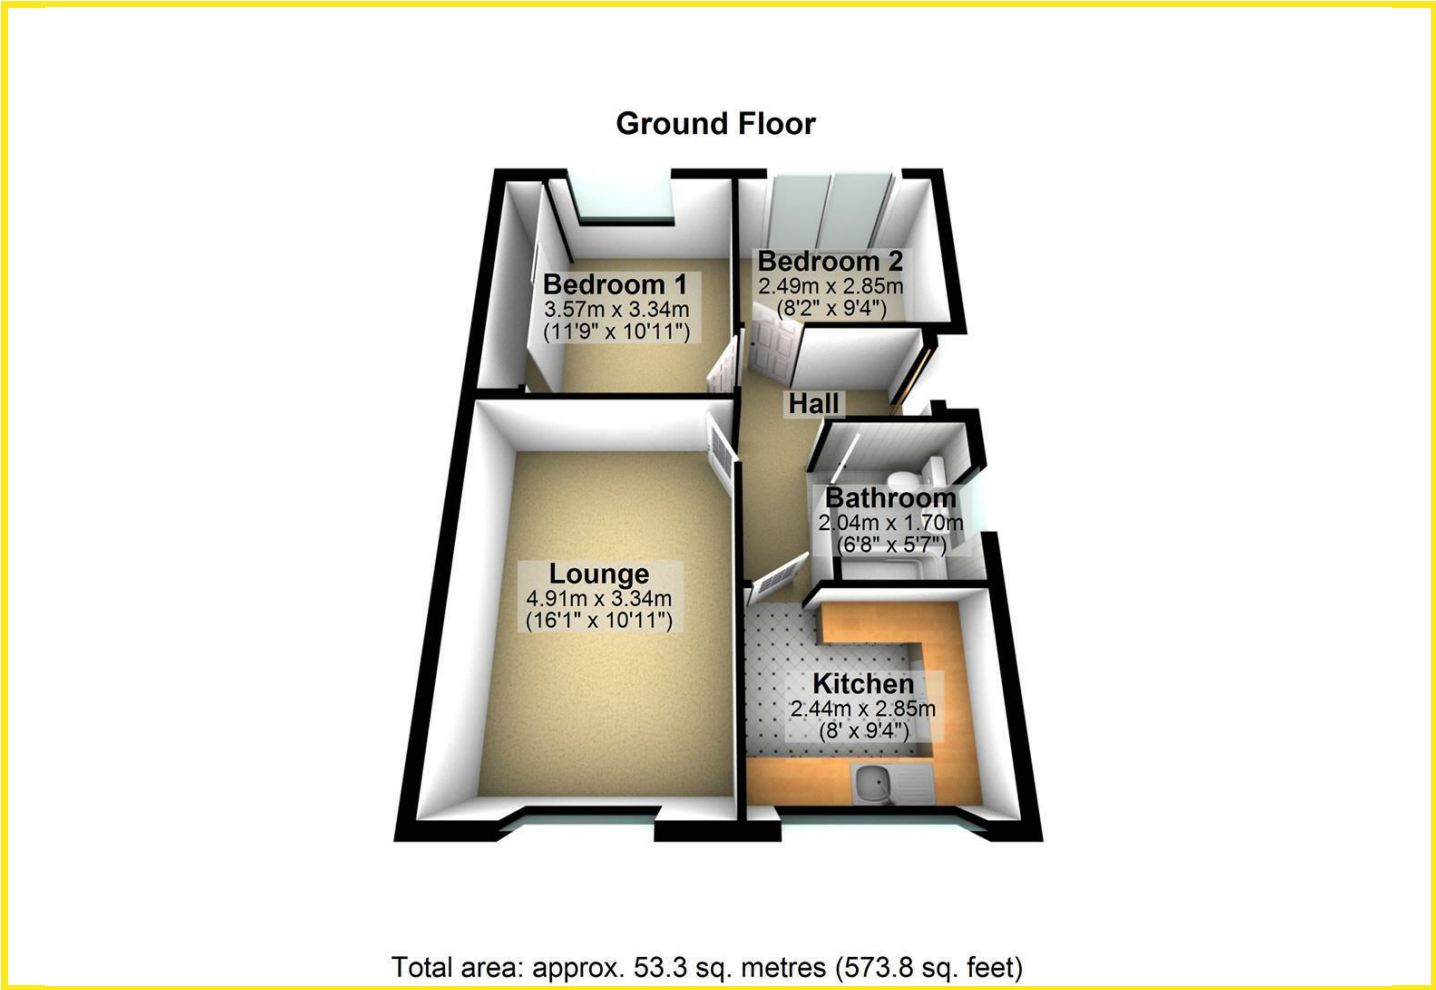 Ground Floor
Bedroom 1
3.57m x 3.34m
(11'9" x 10'11")
Bedroom 2
2.49m x 2.85m
(8'2" x 9'4")
Hall
Bathroom
2.04m x 1.70m
(6'8" x 5'7")
Lounge
4.91m x 3.34m
(16'1" x 10'11")
Kitchen
2.44m x 2.85m
(8' x 9'4")
Total area: approx. 53.3 sq. metres (573.8 sq. feet)